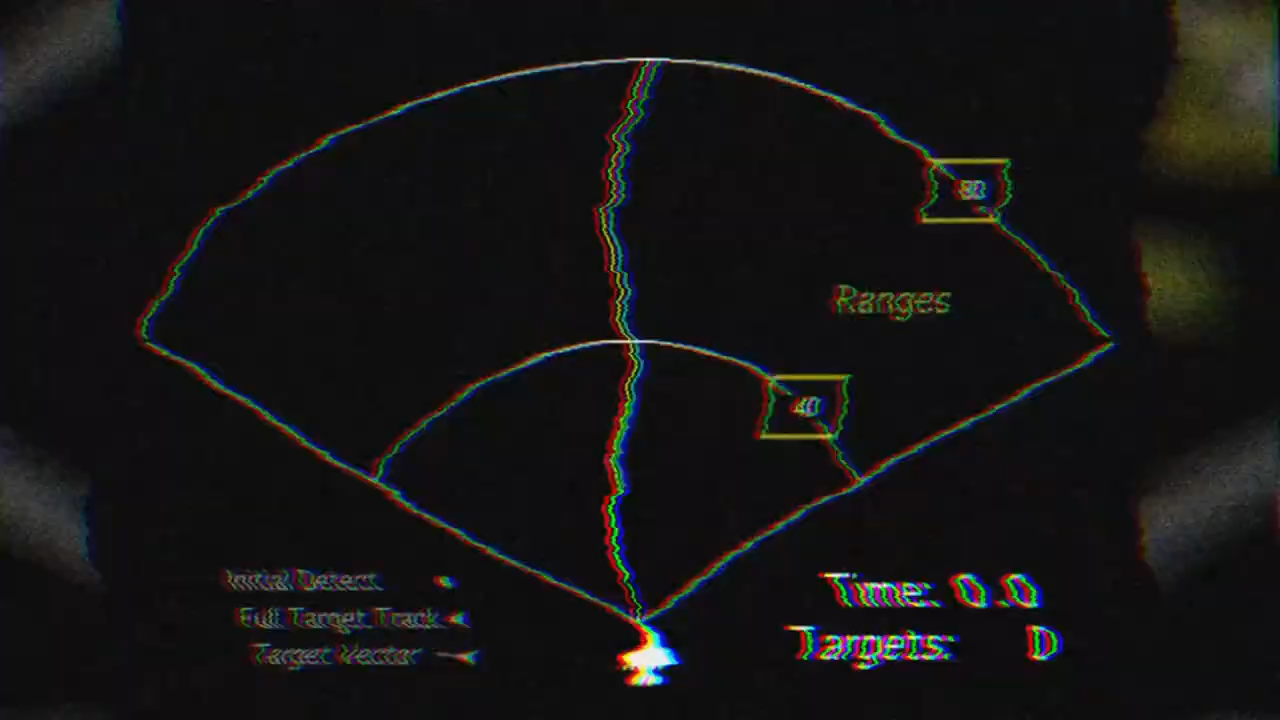 80
Ranges
40
Initial Detect
Full Target Track
Target Vector
Time: 0.0
Targets: 0